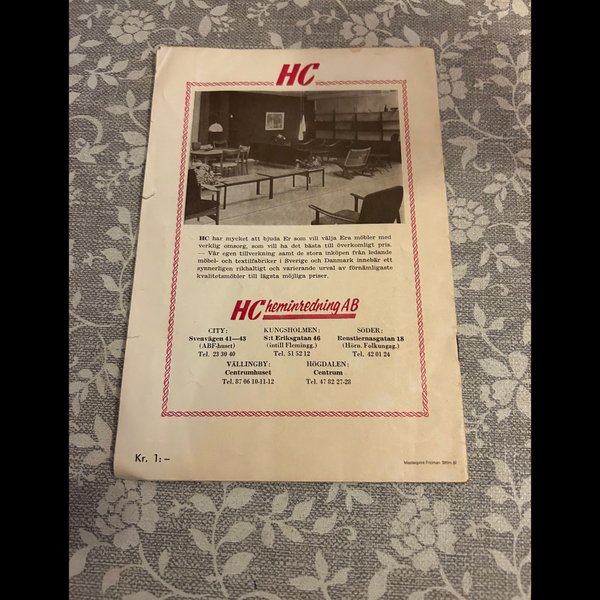 HC
HC har mycket att bjuda Er som vill välja Era möbler med
verklig omsorg, som vill ha det bästa till överkomligt pris.
— Vår egen tillverkning samt de stora inköpen från ledande
möbel- och textilfabriker i Sverige och Danmark innebär ett
synnerligen rikhaltigt och varierande urval av förnämligaste
kvalitetsmöbler till lägsta möjliga priser.
HC heminredning AB
CITY: KUNGSHOLMEN: SÖDER:
Sveavägen 41—43 S:t Eriksgatan 46 Renstiernasgatan 18
(ABF-huset) (intill Flemingg.) (Hörn. Folkungag.)
Tel. 23 30 40 Tel. 51 52 12 Tel. 42 01 24
VÄLLINGBY: HÖGDALEN:
Centrumhuset Centrum
Tel. 87 06 10-11-12 Tel. 47 82 27-28
Kr. 1:—
Masterprint Fröman Sthlm